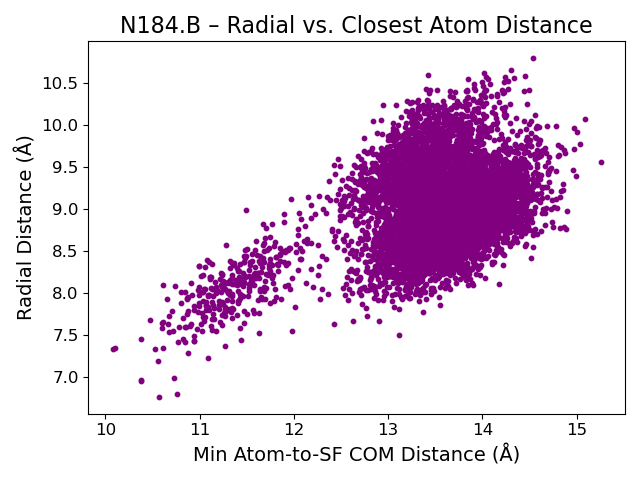 N184.B – Radial vs. Closest Atom Distance
Radial Distance (Å)
10.5
10.0
9.5
9.0
8.5
8.0
7.5
7.0
10 11 12 13 14 15
Min Atom-to-SF COM Distance (Å)